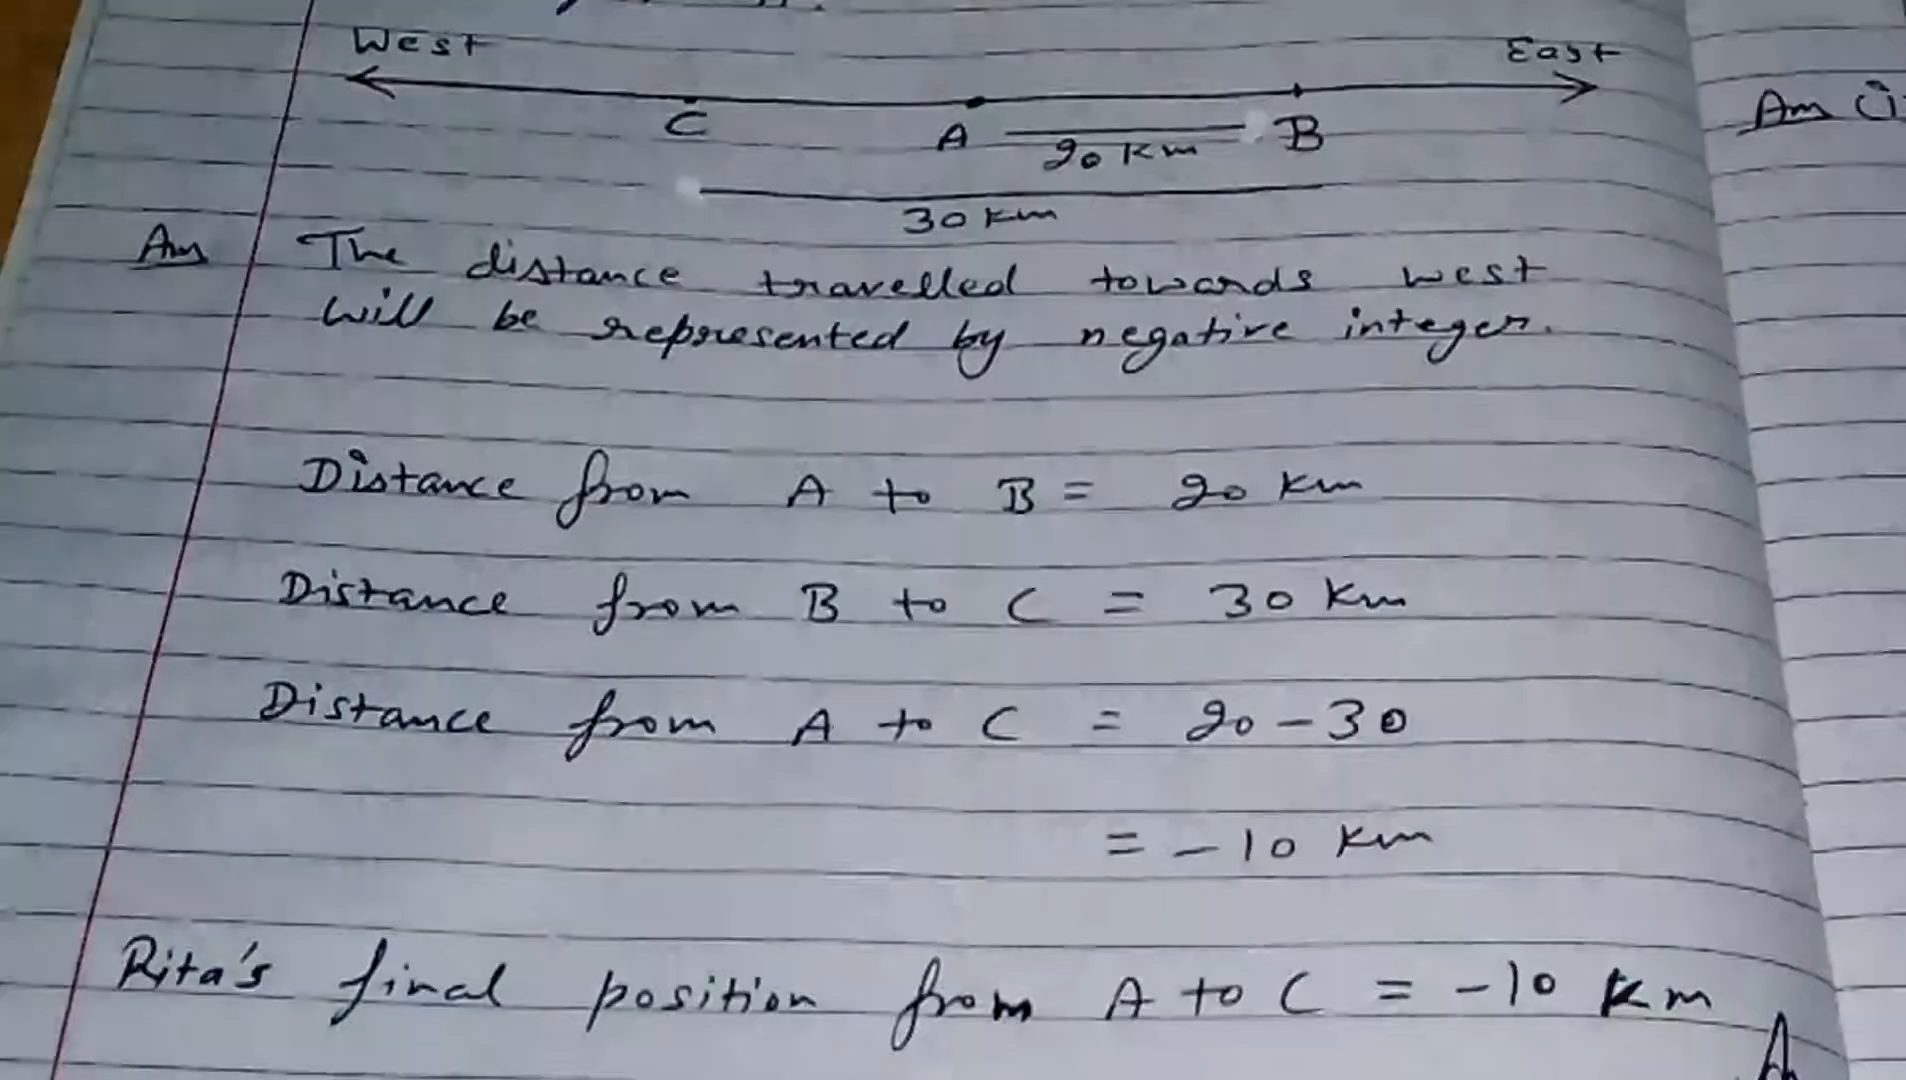 West East
C A 20 Km B
30 Km
Ans The distance travelled towards west
will be represented by negative integer.
Distance from A to B = 20 Km
Distance from B to C = 30 Km
Distance from A to C = 20 - 30
= - 10 Km
Rita's final position from A to C = -10 Km